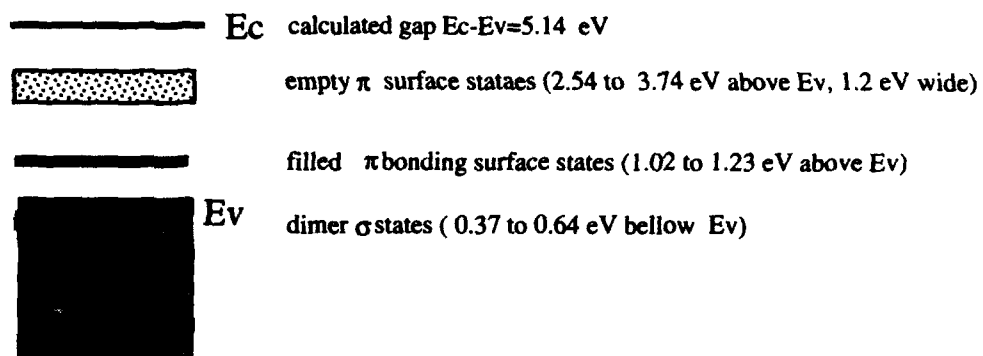 Ec calculated gap Ec-Ev=5.14 eV
empty π surface stataes (2.54 to 3.74 eV above Ev, 1.2 eV wide)
filled π bonding surface states (1.02 to 1.23 eV above Ev)
Ev dimer σ states ( 0.37 to 0.64 eV bellow Ev)